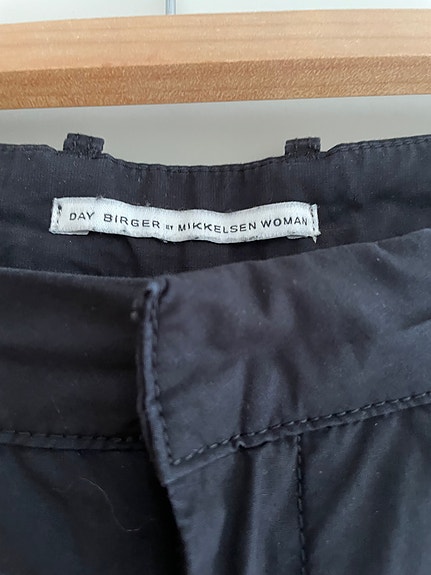 DAY BIRGER ET MIKKELSEN WOMAN